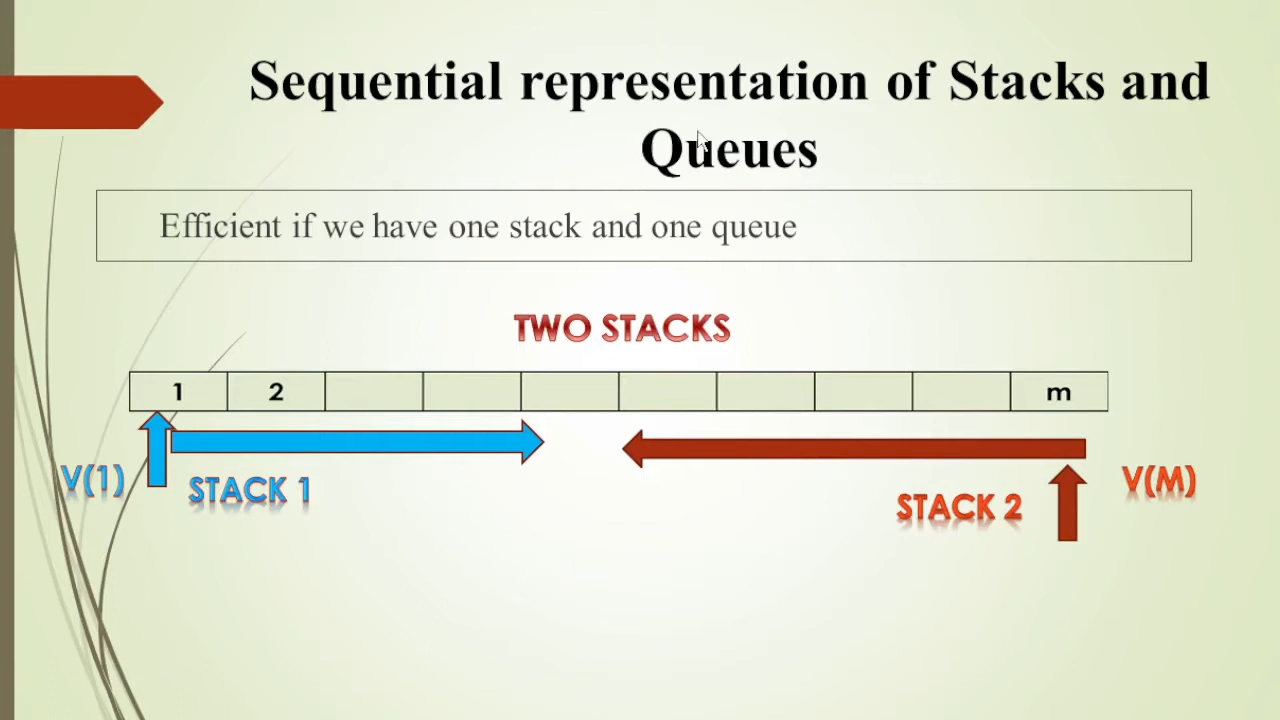 Sequential representation of Stacks and
Queues
Efficient if we have one stack and one queue
TWO STACKS
1 2 m
V(1) STACK 1
STACK 2 V(M)